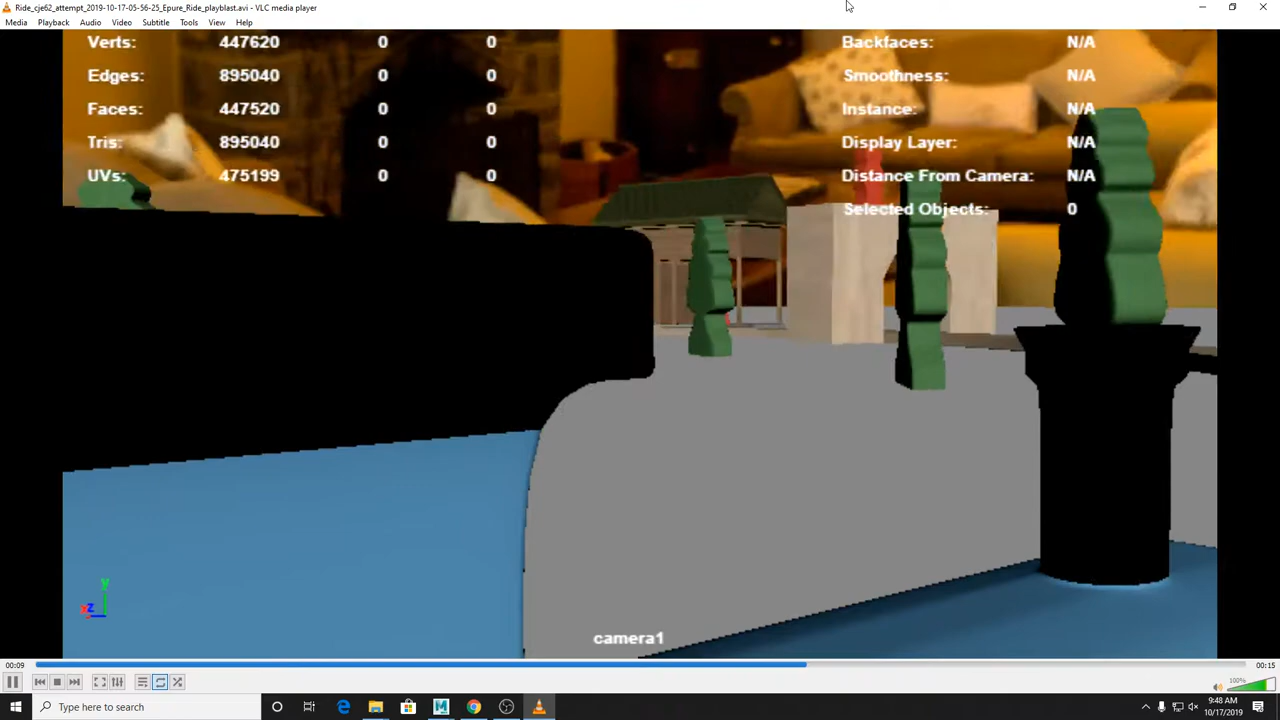 Ride_cje62_attempt_2019-10-17-05-56-25_Epure_Ride_playblast.avi - VLC media player
Media Playback Audio Video Subtitle Tools View Help
Verts: 447620 0 0 Backfaces: N/A
Edges: 895040 0 0 Smoothness: N/A
Faces: 447520 0 0 Instance: N/A
Tris: 895040 0 0 Display Layer: N/A
UVs: 475199 0 0 Distance From Camera: N/A
Selected Objects: 0
Y
XZ
camera1
00:09 00:15
100%
Type here to search
9:48 AM
10/17/2019